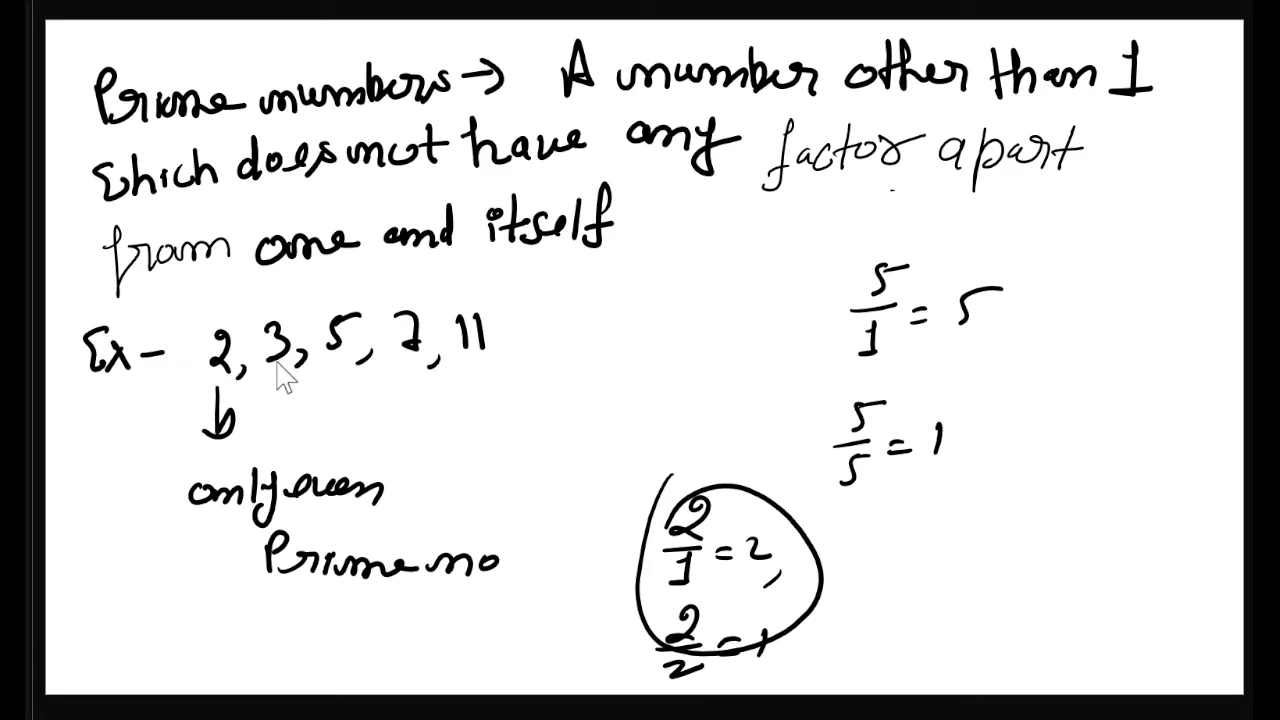 Prime numbers → A number other than 1
which does not have any factor apart
from one and itself
Ex - 2, 3, 5, 7, 11
↓
only even
Prime no
5/1 = 5
5/5 = 1
2/1 = 2,
2/2 = 1